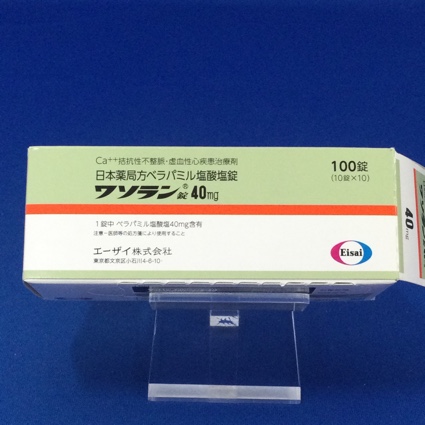 Ca++拮抗性不整脈・虚血性心疾患治療剤
日本薬局方ベラパミル塩酸塩錠
ワソラン®錠40mg
100錠
(10錠×10)
1錠中 ベラパミル塩酸塩40mg含有
注意-医師等の処方箋により使用すること
エーザイ株式会社
東京都文京区小石川4-6-10
Eisai
40mg